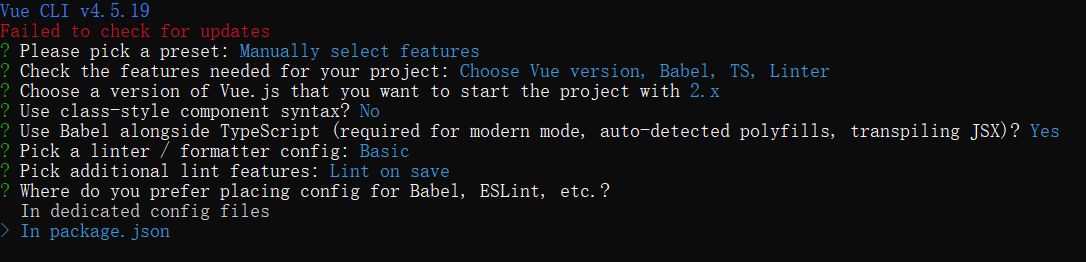 Vue CLI v4.5.19
Failed to check for updates
? Please pick a preset: Manually select features
? Check the features needed for your project: Choose Vue version, Babel, TS, Linter
? Choose a version of Vue.js that you want to start the project with 2.x
? Use class-style component syntax? No
? Use Babel alongside TypeScript (required for modern mode, auto-detected polyfills, transpiling JSX)? Yes
? Pick a linter / formatter config: Basic
? Pick additional lint features: Lint on save
? Where do you prefer placing config for Babel, ESLint, etc.?
  In dedicated config files
> In package.json